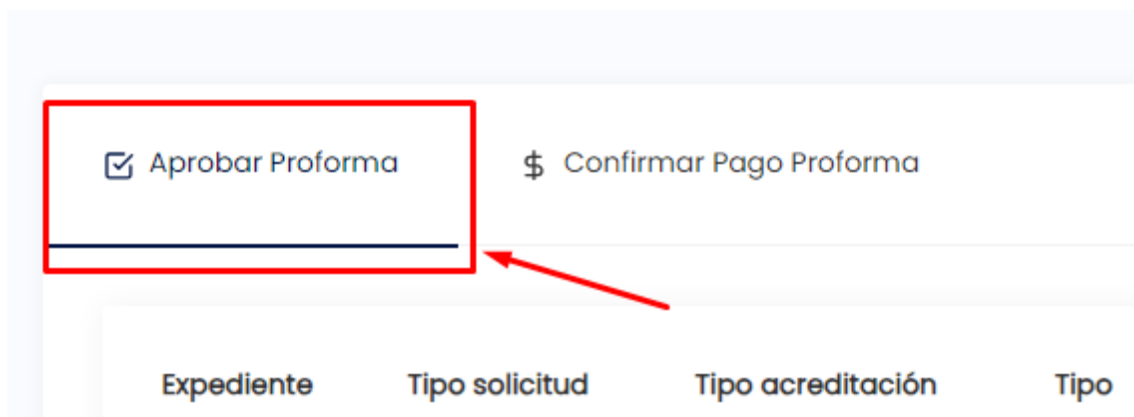 Aprobar Proforma
$ Confirmar Pago Proforma
Expediente Tipo solicitud Tipo acreditación Tipo